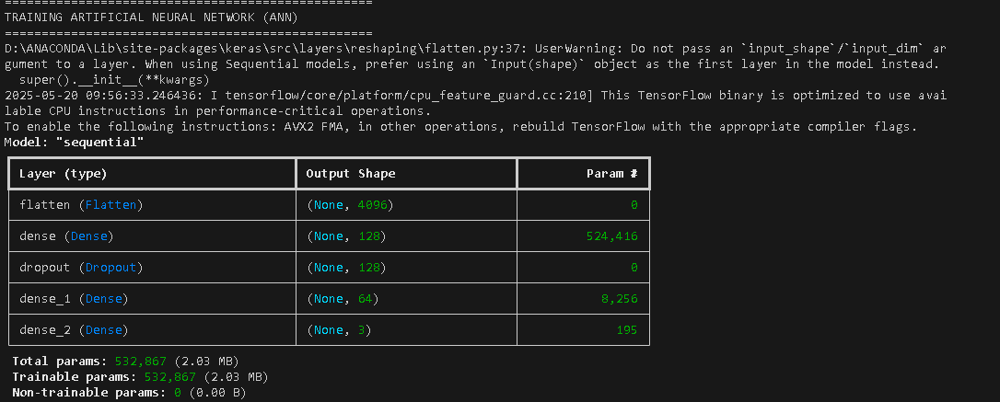 ==================================================
TRAINING ARTIFICIAL NEURAL NETWORK (ANN)
==================================================
D:\ANACONDA\Lib\site-packages\keras\src\layers\reshaping\flatten.py:37: UserWarning: Do not pass an `input_shape`/`input_dim` ar
gument to a layer. When using Sequential models, prefer using an `Input(shape)` object as the first layer in the model instead.
  super().__init__(**kwargs)
2025-05-20 09:56:33.246436: I tensorflow/core/platform/cpu_feature_guard.cc:210] This TensorFlow binary is optimized to use avai
lable CPU instructions in performance-critical operations.
To enable the following instructions: AVX2 FMA, in other operations, rebuild TensorFlow with the appropriate compiler flags.
Model: "sequential"
Layer (type) Output Shape Param #
flatten (Flatten) (None, 4096) 0
dense (Dense) (None, 128) 524,416
dropout (Dropout) (None, 128) 0
dense_1 (Dense) (None, 64) 8,256
dense_2 (Dense) (None, 3) 195
Total params: 532,867 (2.03 MB)
Trainable params: 532,867 (2.03 MB)
Non-trainable params: 0 (0.00 B)